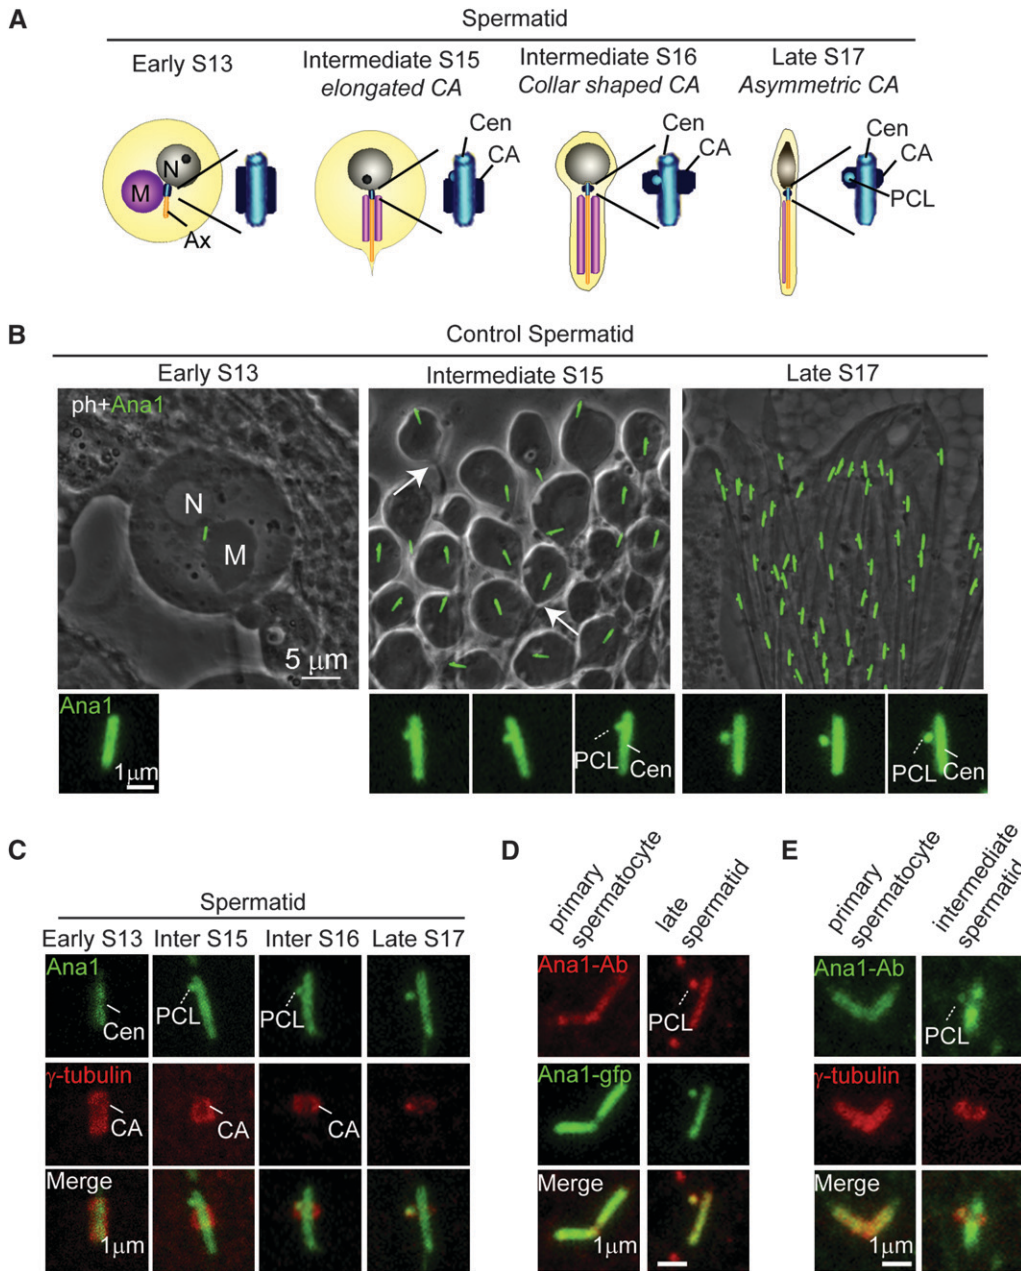 A
Spermatid
Early S13
Intermediate S15
elongated CA
Intermediate S16
Collar shaped CA
Late S17
Asymmetric CA
N
M
Ax
Cen
CA
Cen
CA
Cen
CA
PCL
B
Control Spermatid
Early S13
Intermediate S15
Late S17
ph+Ana1
N
M
5 µm
Ana1
1µm
PCL
Cen
PCL
Cen
C
Spermatid
Early S13
Inter S15
Inter S16
Late S17
Ana1
Cen
PCL
PCL
γ-tubulin
CA
CA
CA
Merge
1µm
D
primary
spermatocyte
late
spermatid
Ana1-Ab
PCL
Ana1-gfp
Merge
1µm
E
primary
spermatocyte
intermediate
spermatid
Ana1-Ab
PCL
γ-tubulin
Merge
1µm